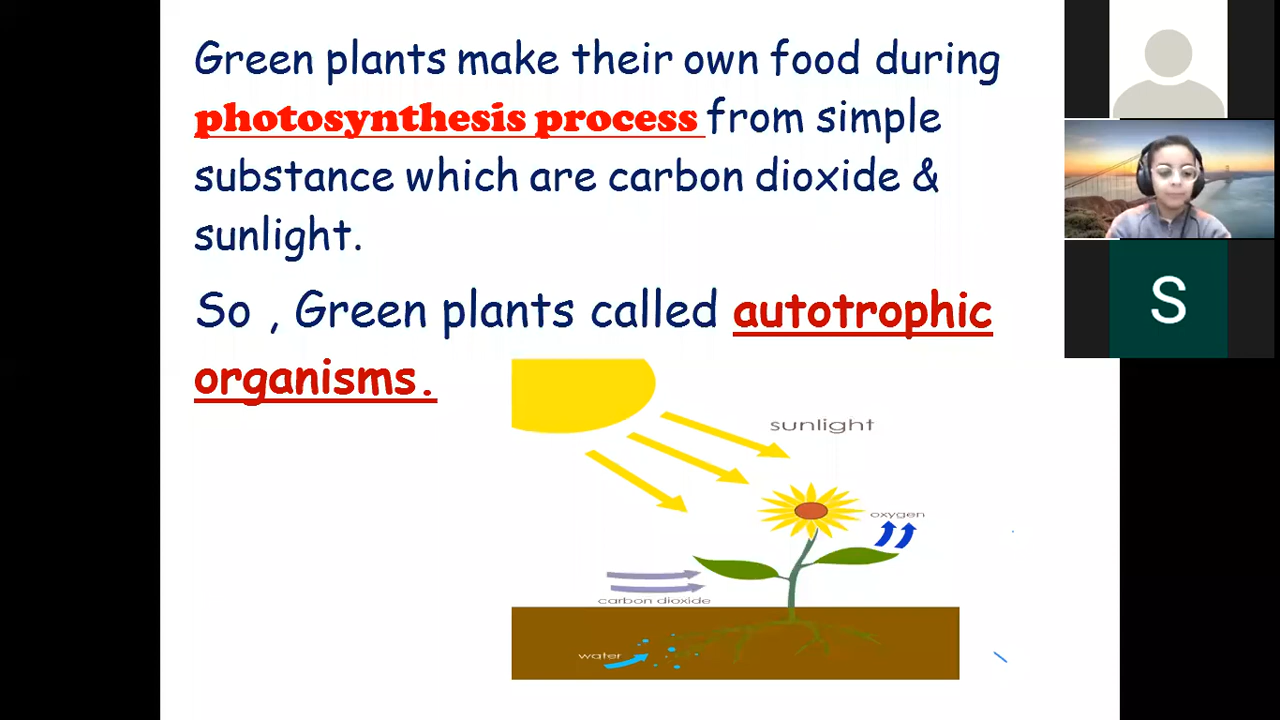 Green plants make their own food during
photosynthesis process from simple
substance which are carbon dioxide &
sunlight.
So , Green plants called autotrophic
organisms.
sunlight
oxygen
carbon dioxide
water
S